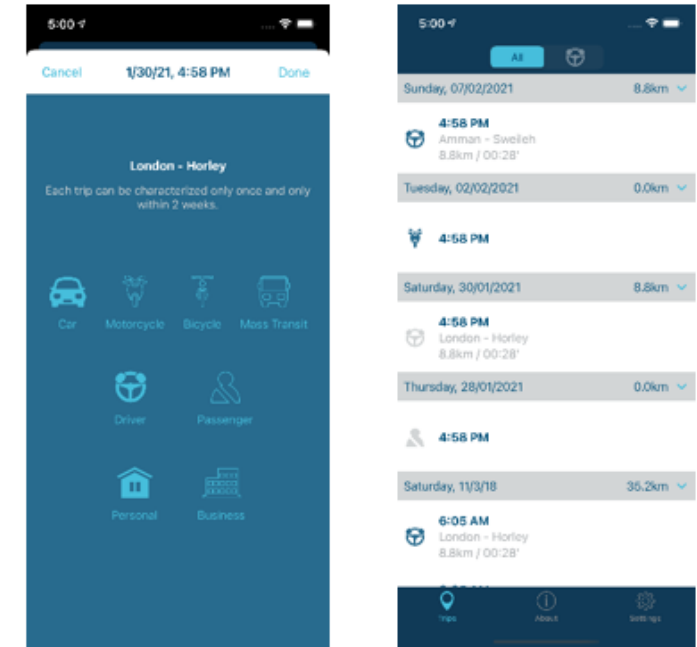 5:00
Cancel 1/30/21, 4:58 PM Done
London - Horley
Each trip can be characterized only once and only
within 2 weeks.
Car Motorcycle Bicycle Mass Transit
Driver Passenger
Personal Business
5:00
All
Sunday, 07/02/2021 8.8km
4:58 PM
Amman - Sweileh
8.8km / 00:28'
Tuesday, 02/02/2021 0.0km
4:58 PM
Saturday, 30/01/2021 8.8km
4:58 PM
London - Horley
8.8km / 00:28'
Thursday, 28/01/2021 0.0km
4:58 PM
Saturday, 11/3/18 35.2km
6:05 AM
London - Horley
8.8km / 00:28'
Trips About Settings